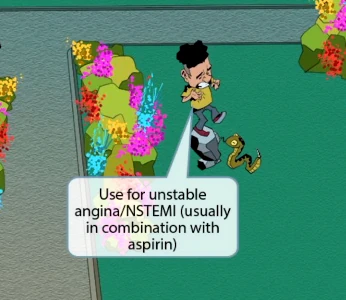 Use for unstable
angina/NSTEMI (usually
in combination with
aspirin)